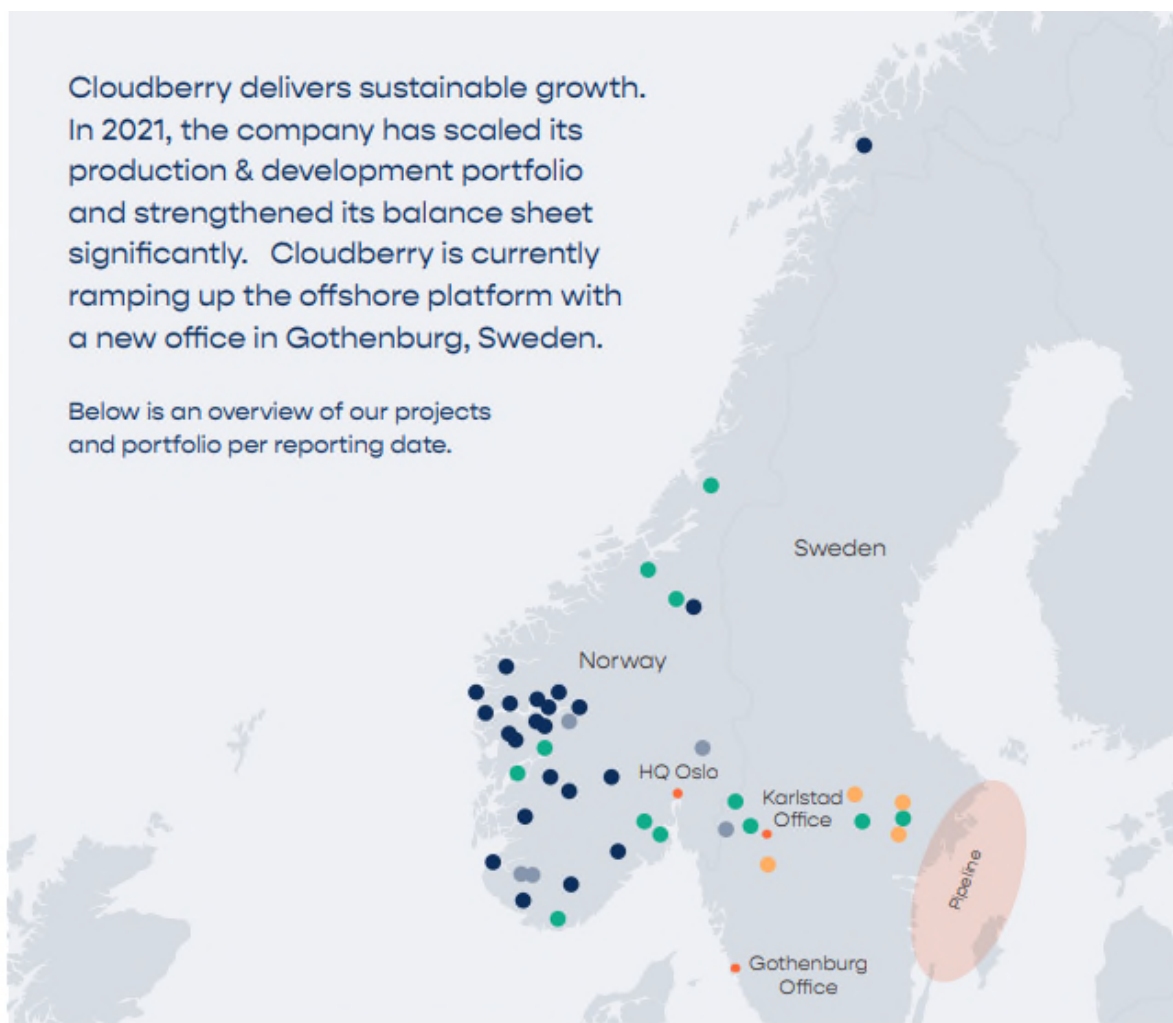 Cloudberry delivers sustainable growth.
In 2021, the company has scaled its
production & development portfolio
and strengthened its balance sheet
significantly.   Cloudberry is currently
ramping up the offshore platform with
a new office in Gothenburg, Sweden.
Below is an overview of our projects
and portfolio per reporting date.
Sweden
Norway
HQ Oslo
Karlstad
Office
Pipeline
Gothenburg
Office